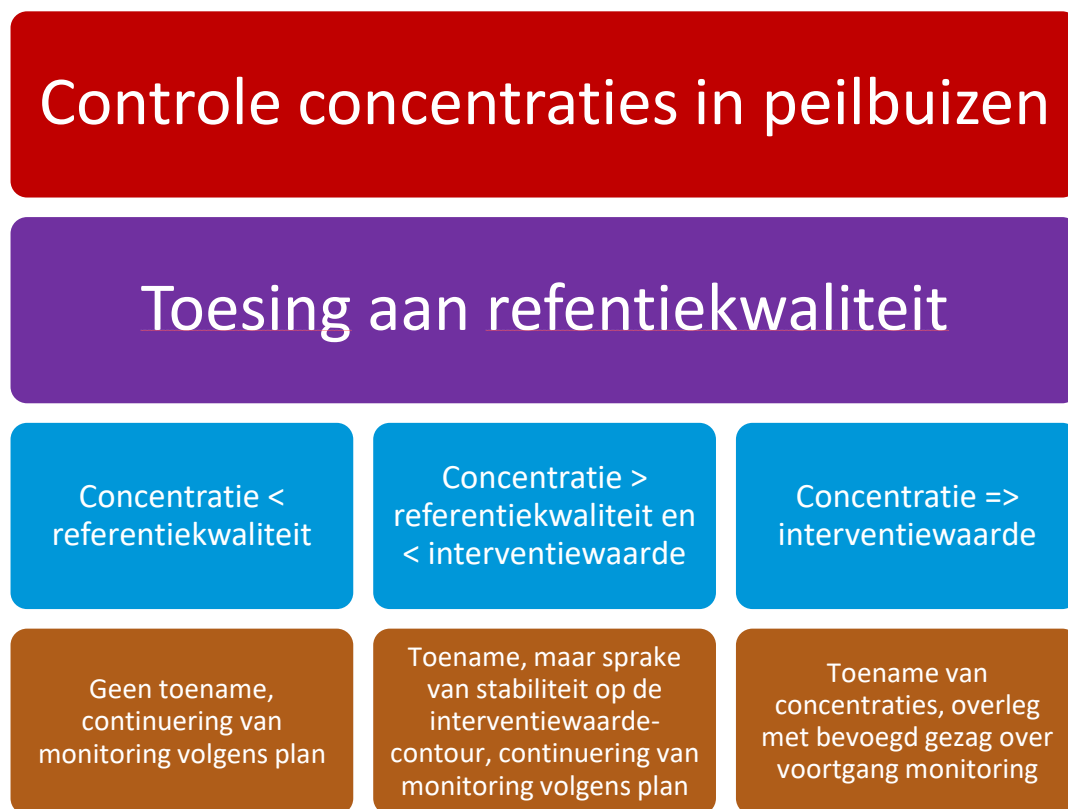 Controle concentraties in peilbuizen
Toesing aan refentiekwaliteit
Concentratie <
referentiekwaliteit
Concentratie >
referentiekwaliteit en
< interventiewaarde
Concentratie =>
interventiewaarde
Geen toename,
continuering van
monitoring volgens plan
Toename, maar sprake
van stabiliteit op de
interventiewaarde-
contour, continuering van
monitoring volgens plan
Toename van
concentraties, overleg
met bevoegd gezag over
voortgang monitoring